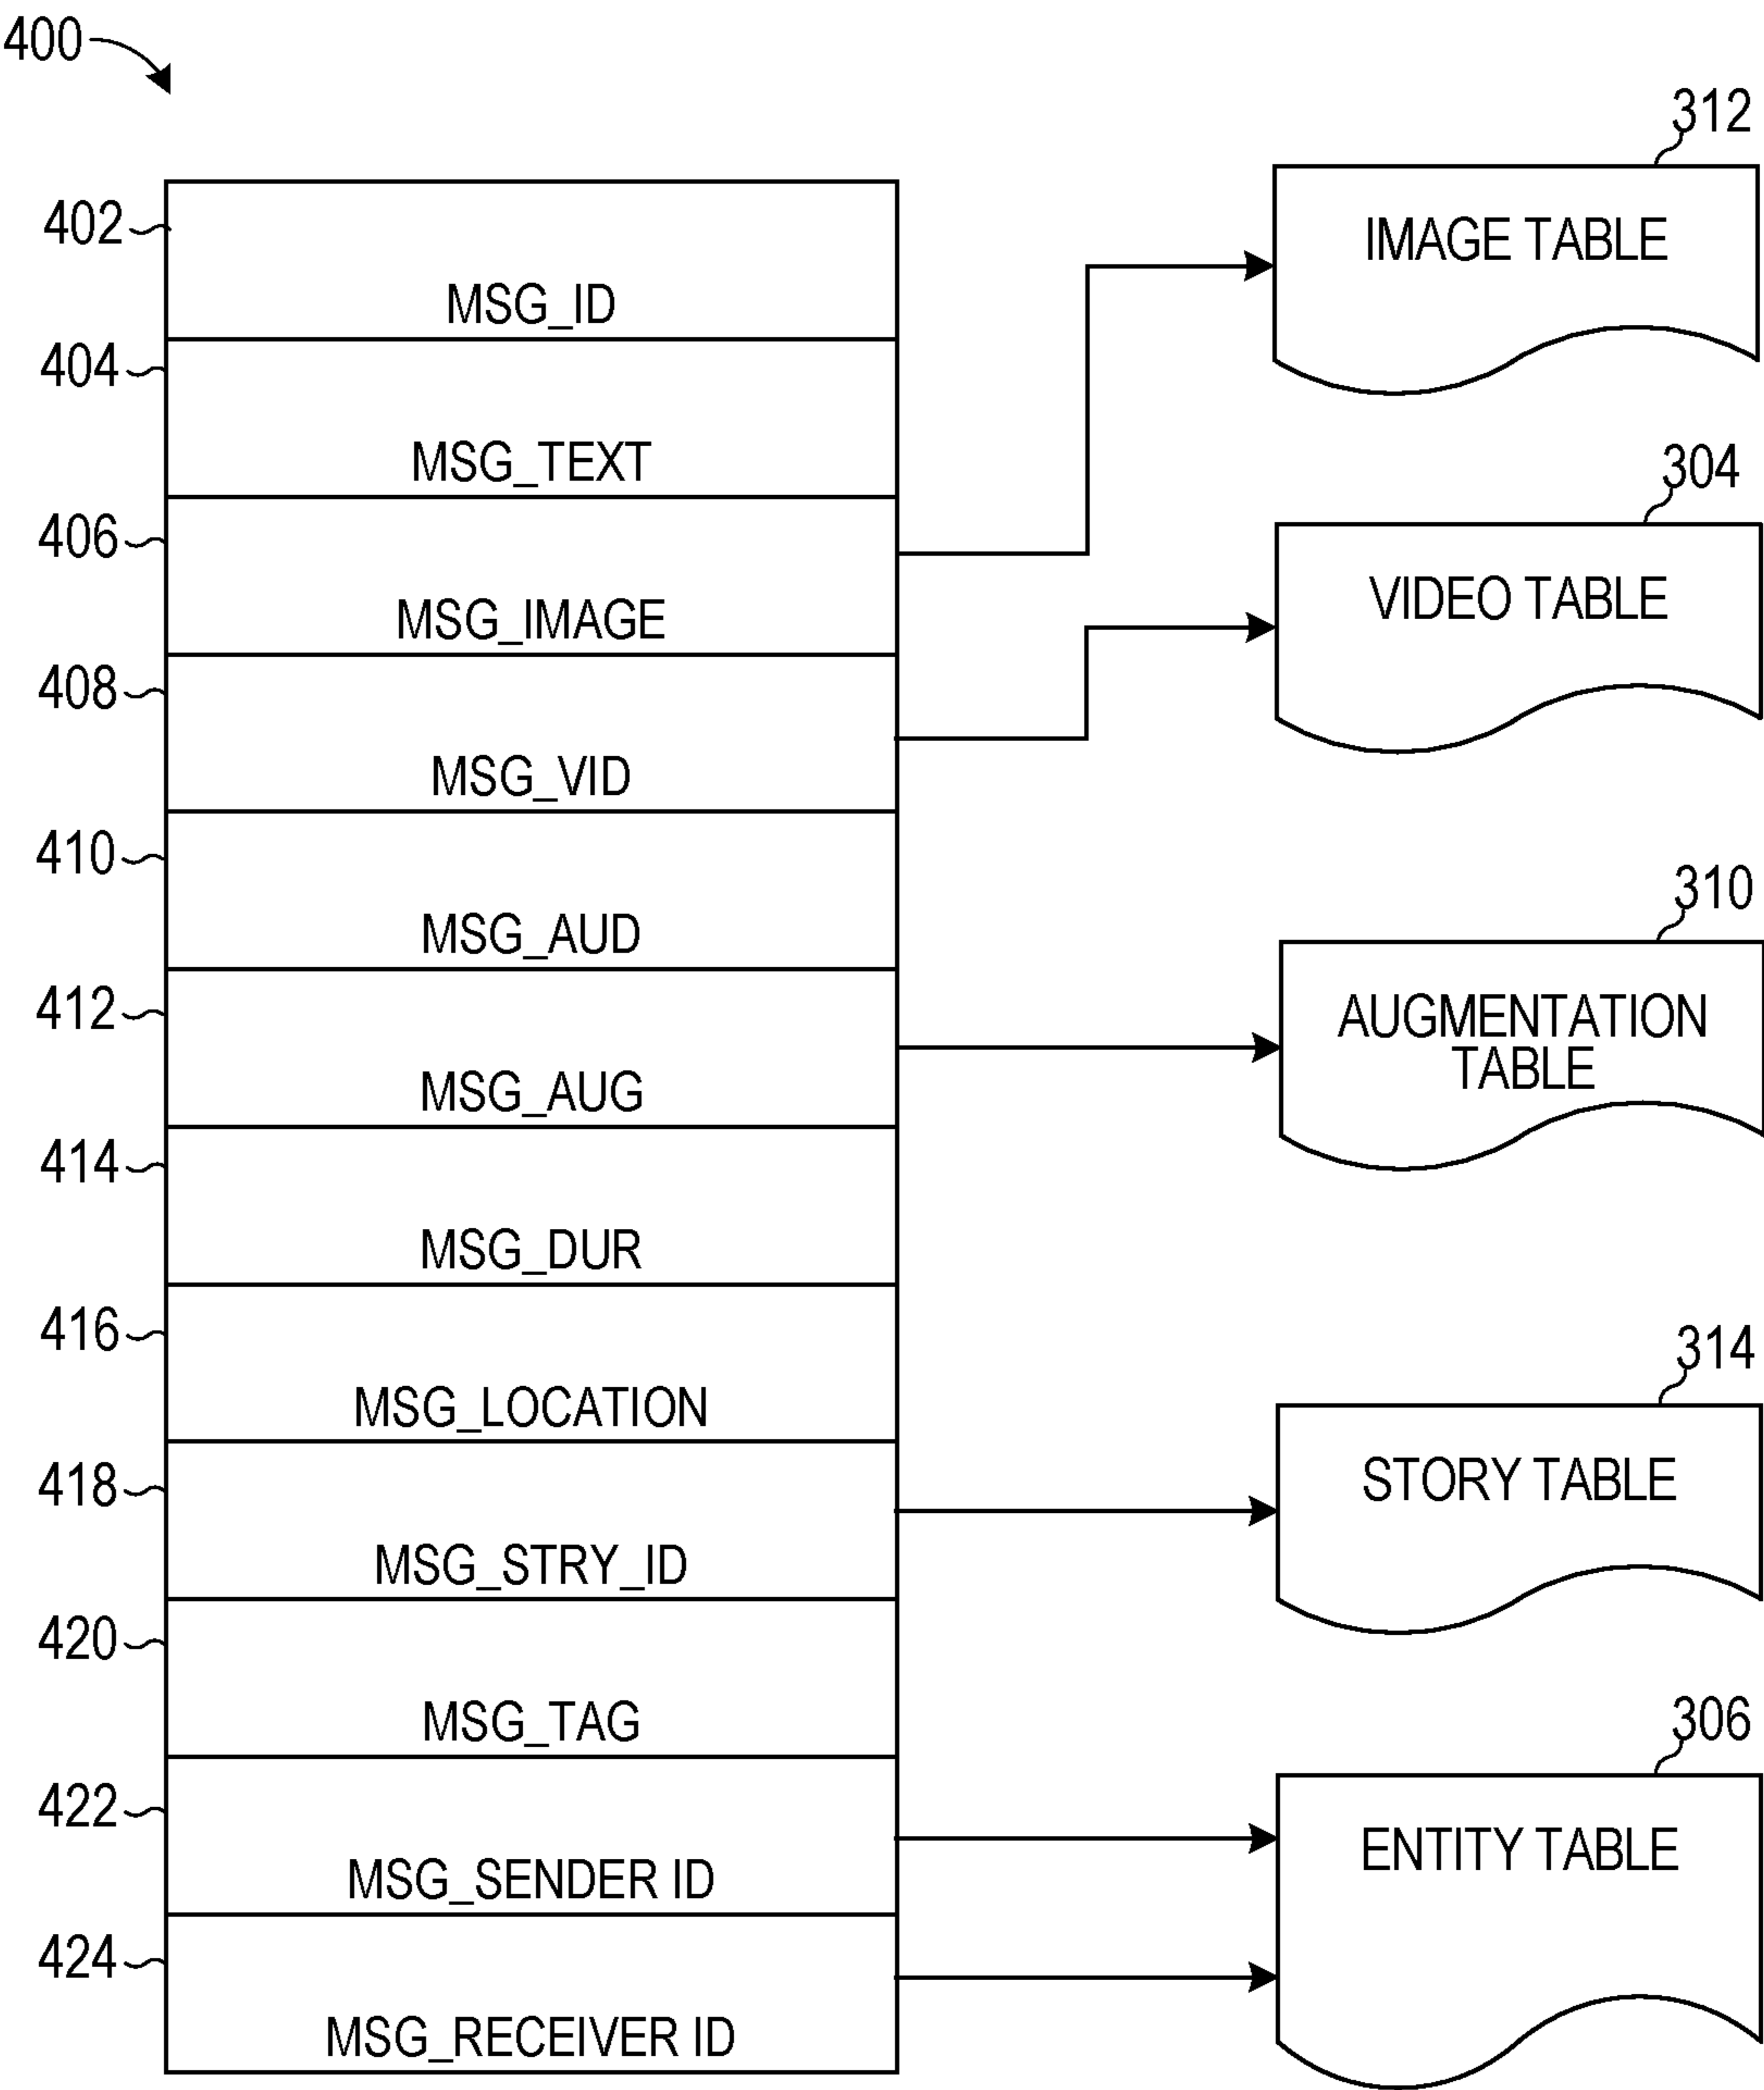 400
402
MSG_ID
404
MSG_TEXT
406
MSG_IMAGE
408
MSG_VID
410
MSG_AUD
412
MSG_AUG
414
MSG_DUR
416
MSG_LOCATION
418
MSG_STRY_ID
420
MSG_TAG
422
MSG_SENDER ID
424
MSG_RECEIVER ID
312
IMAGE TABLE
304
VIDEO TABLE
310
AUGMENTATION
TABLE
314
STORY TABLE
306
ENTITY TABLE